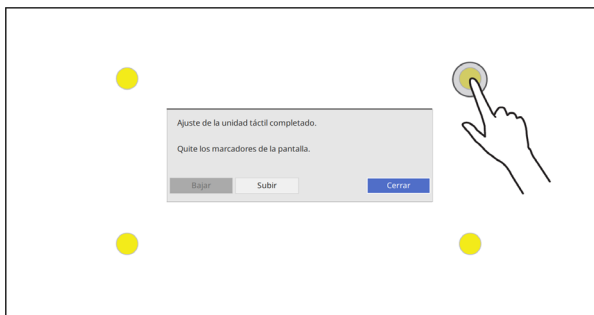 Ajuste de la unidad táctil completado.
Quite los marcadores de la pantalla.
Bajar
Subir
Cerrar